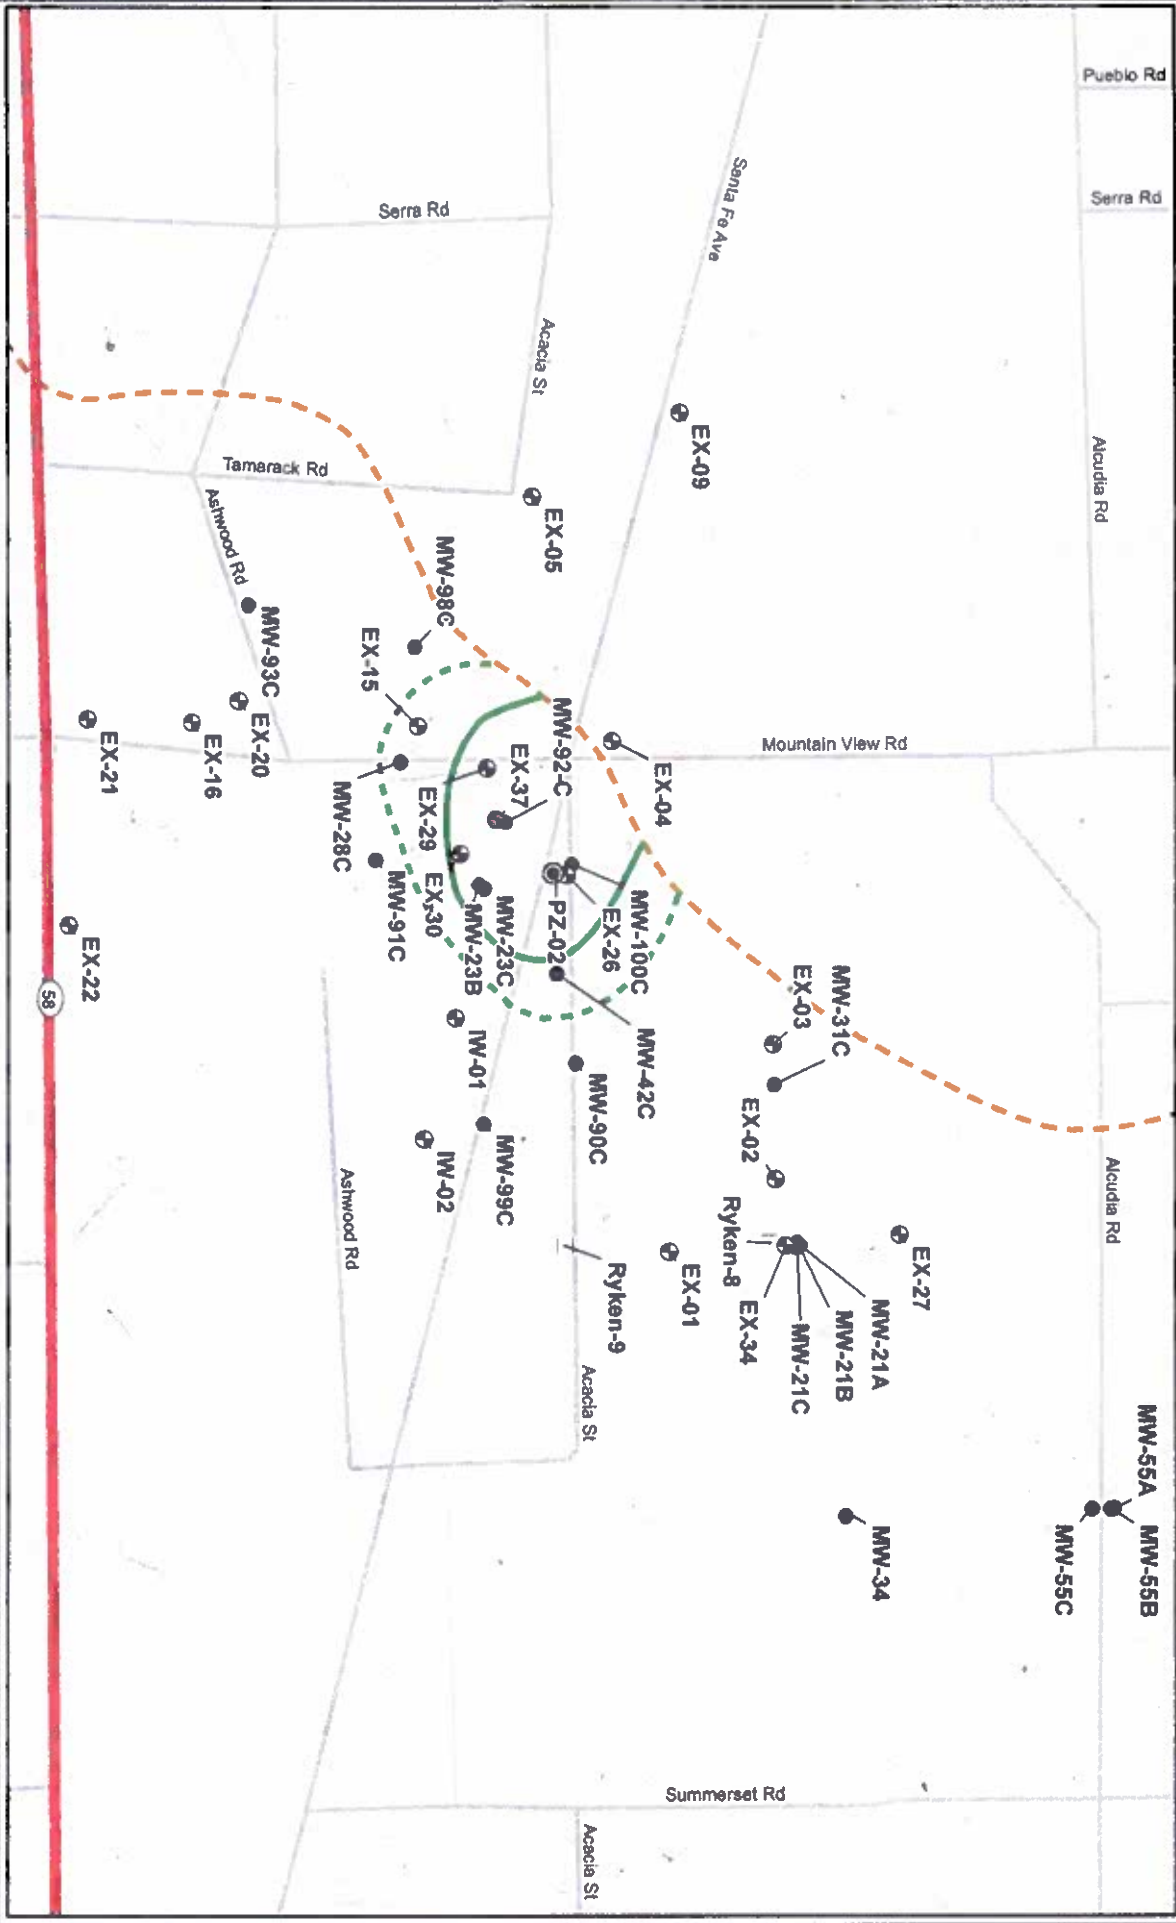 Pueblo Rd
Serra Rd
Santa Fe Ave
Serra Rd
Acacia St
Alcudia Rd
EX-09
Tamarack Rd
EX-05
Ashwood Rd
MW-98C
MW-93C
EX-15
EX-20
EX-16
EX-21
MW-92-C
EX-37
EX-04
Mountain View Rd
MW-28C
EX-29
MW-91C
EX-30
MW-23B
MW-23C
PZ-02
EX-26
MW-100C
EX-22
58
EX-03
MW-31C
IW-01
MW-42C
MW-90C
EX-02
IW-02
MW-99C
Ashwood Rd
Alcudia Rd
Ryken-8
EX-27
Ryken-9
EX-01
EX-34
MW-21C
MW-21B
MW-21A
Acacia St
MW-55A
MW-55B
MW-55C
MW-34
Summerset Rd
Acacia St